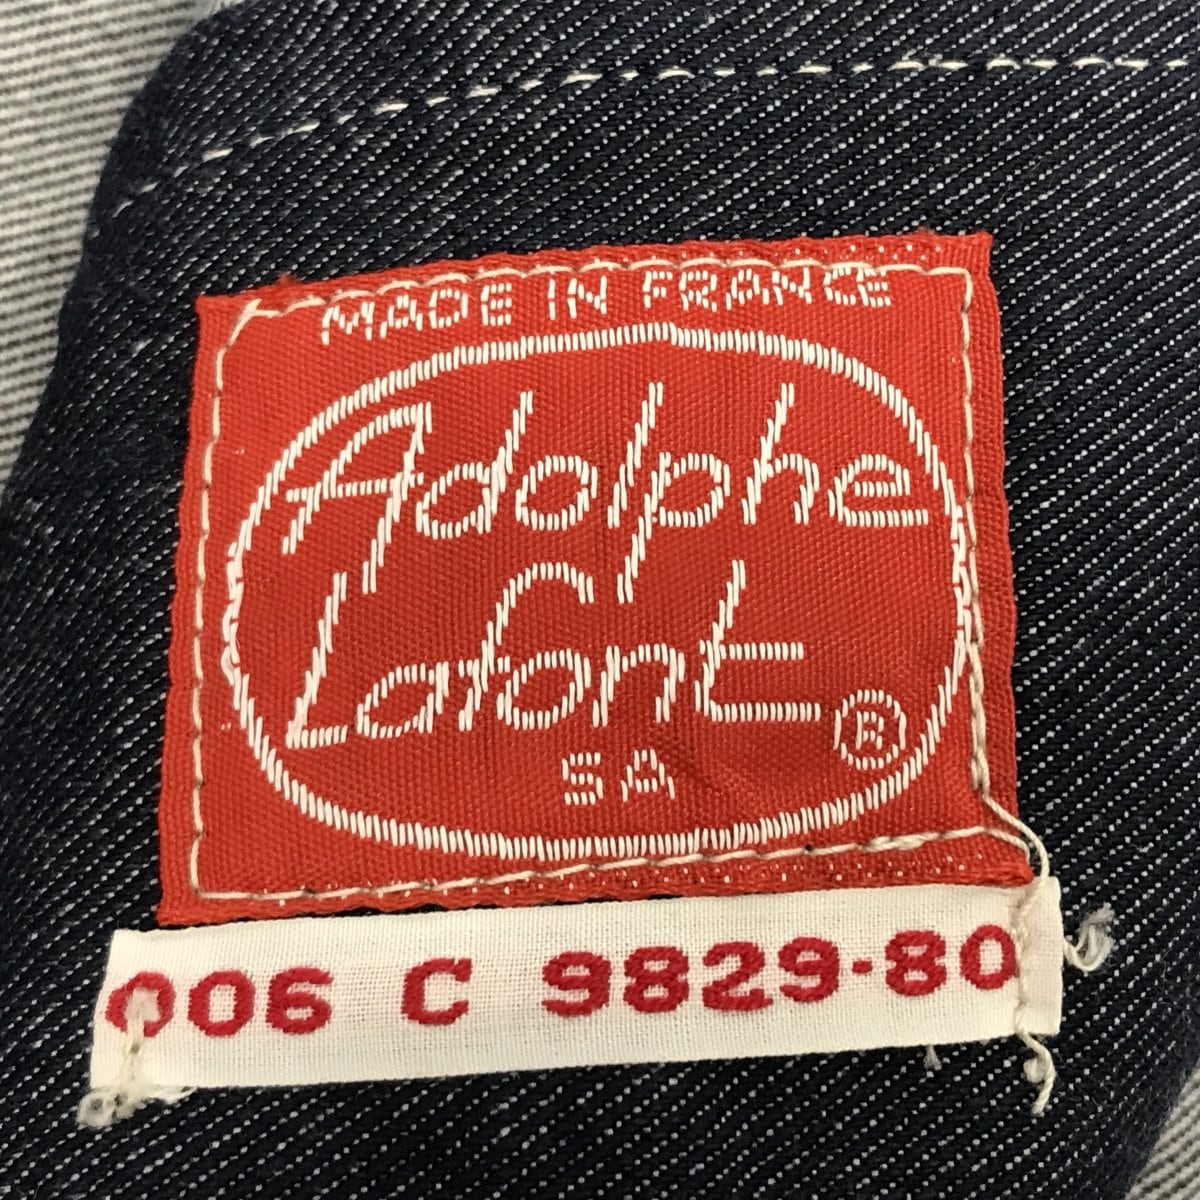 MADE IN FRANCE
Adolphe
Lafont
®
SA
006 C 9829-80